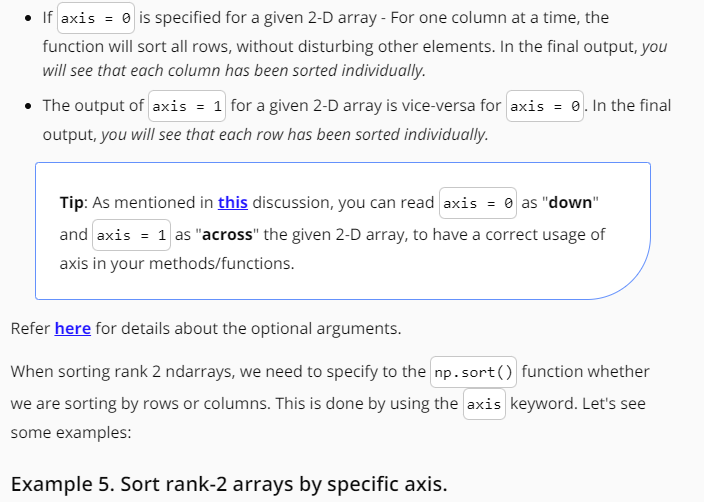 • If axis = 0 is specified for a given 2-D array - For one column at a time, the
function will sort all rows, without disturbing other elements. In the final output, you
will see that each column has been sorted individually.
• The output of axis = 1 for a given 2-D array is vice-versa for axis = 0. In the final
output, you will see that each row has been sorted individually.
Tip: As mentioned in this discussion, you can read axis = 0 as "down"
and axis = 1 as "across" the given 2-D array, to have a correct usage of
axis in your methods/functions.
Refer here for details about the optional arguments.
When sorting rank 2 ndarrays, we need to specify to the np.sort() function whether
we are sorting by rows or columns. This is done by using the axis keyword. Let's see
some examples:
Example 5. Sort rank-2 arrays by specific axis.